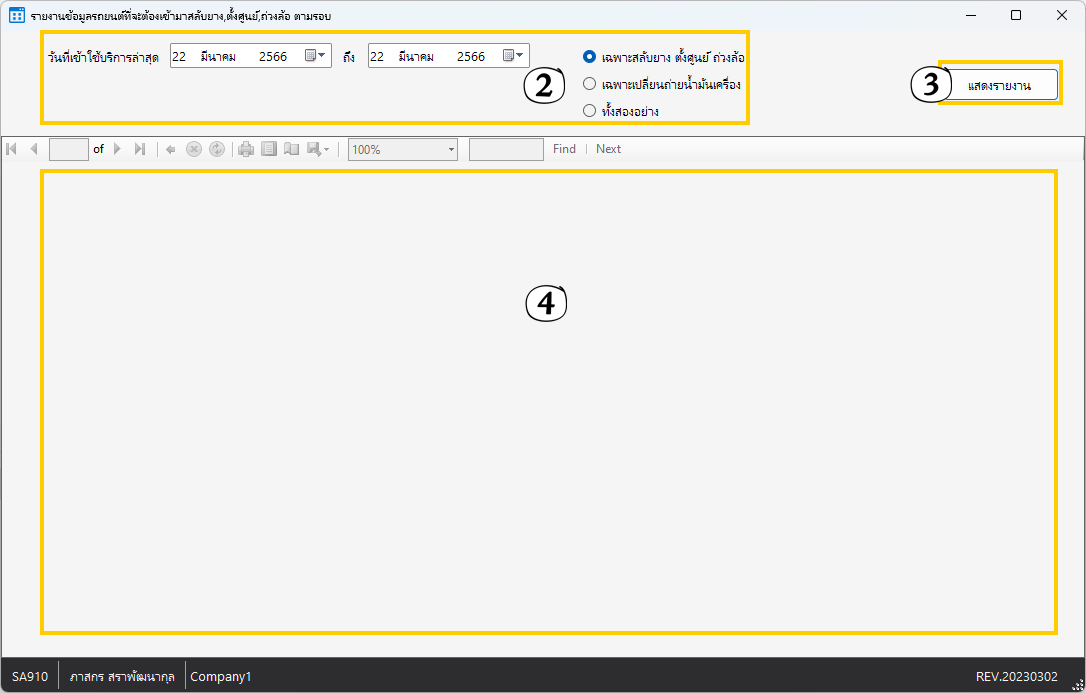 รายงานข้อมูลรถยนต์ที่จะต้องเข้ามาสลับยาง,ตั้งศูนย์,ถ่วงล้อ ตามรอบ
วันที่เข้าใช้บริการล่าสุด 22 มีนาคม 2566 ถึง 22 มีนาคม 2566
เฉพาะสลับยาง ตั้งศูนย์ ถ่วงล้อ
2
เฉพาะเปลี่ยนถ่ายน้ำมันเครื่อง
ทั้งสองอย่าง
3 แสดงรายงาน
of 100% Find Next
4
SA910 ภาสกร สราพัฒนากุล Company1 REV.20230302